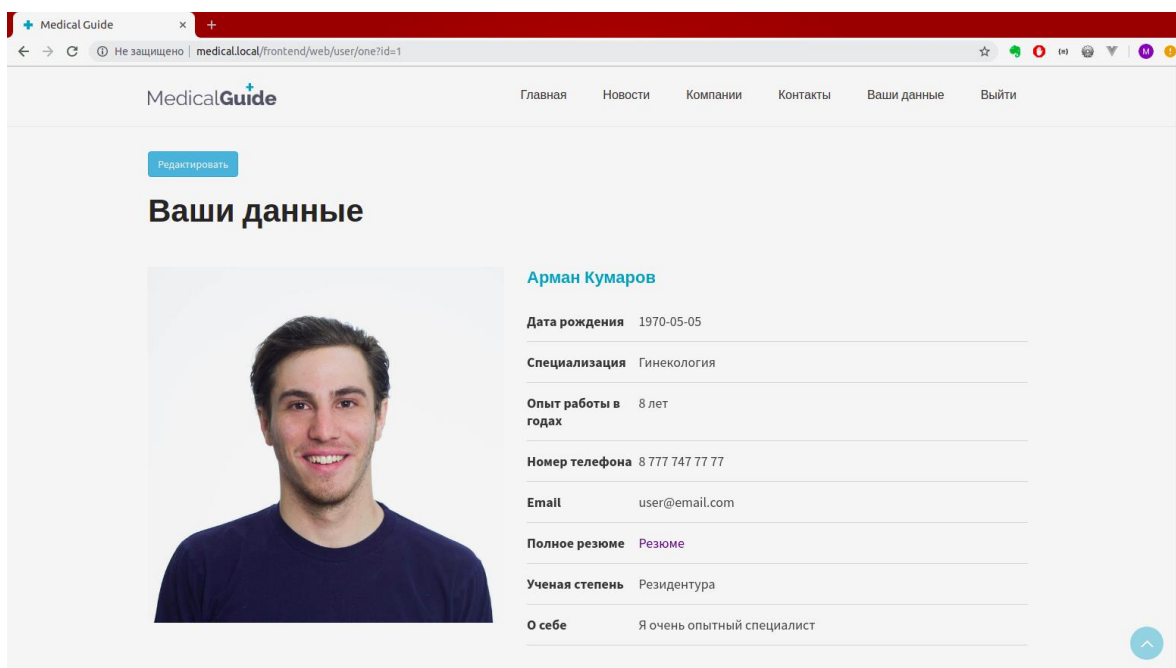 Medical Guide
Не защищено | medical.local/frontend/web/user/one?id=1
MedicalGuide
Главная Новости Компании Контакты Ваши данные Выйти
Редактировать
Ваши данные
Арман Кумаров
Дата рождения 1970-05-05
Специализация Гинекология
Опыт работы в 8 лет
годах
Номер телефона 8 777 747 77 77
Email user@email.com
Полное резюме Резюме
Ученая степень Резидентура
О себе Я очень опытный специалист